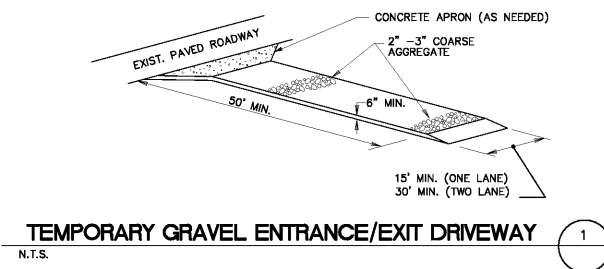 CONCRETE APRON (AS NEEDED)
EXIST. PAVED ROADWAY
2" -3" COARSE
AGGREGATE
50' MIN.
6" MIN.
15' MIN. (ONE LANE)
30' MIN. (TWO LANE)
TEMPORARY GRAVEL ENTRANCE/EXIT DRIVEWAY
1
N.T.S.